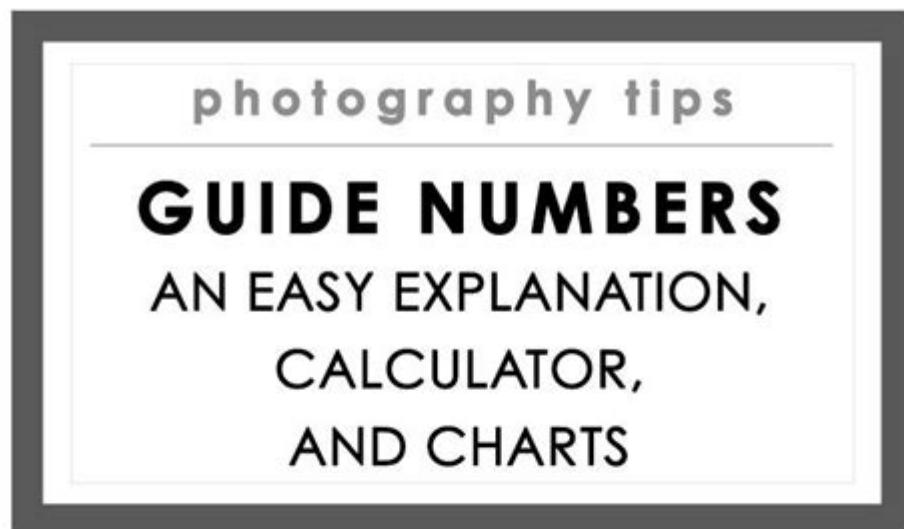 photography tips
GUIDE NUMBERS
AN EASY EXPLANATION,
CALCULATOR,
AND CHARTS